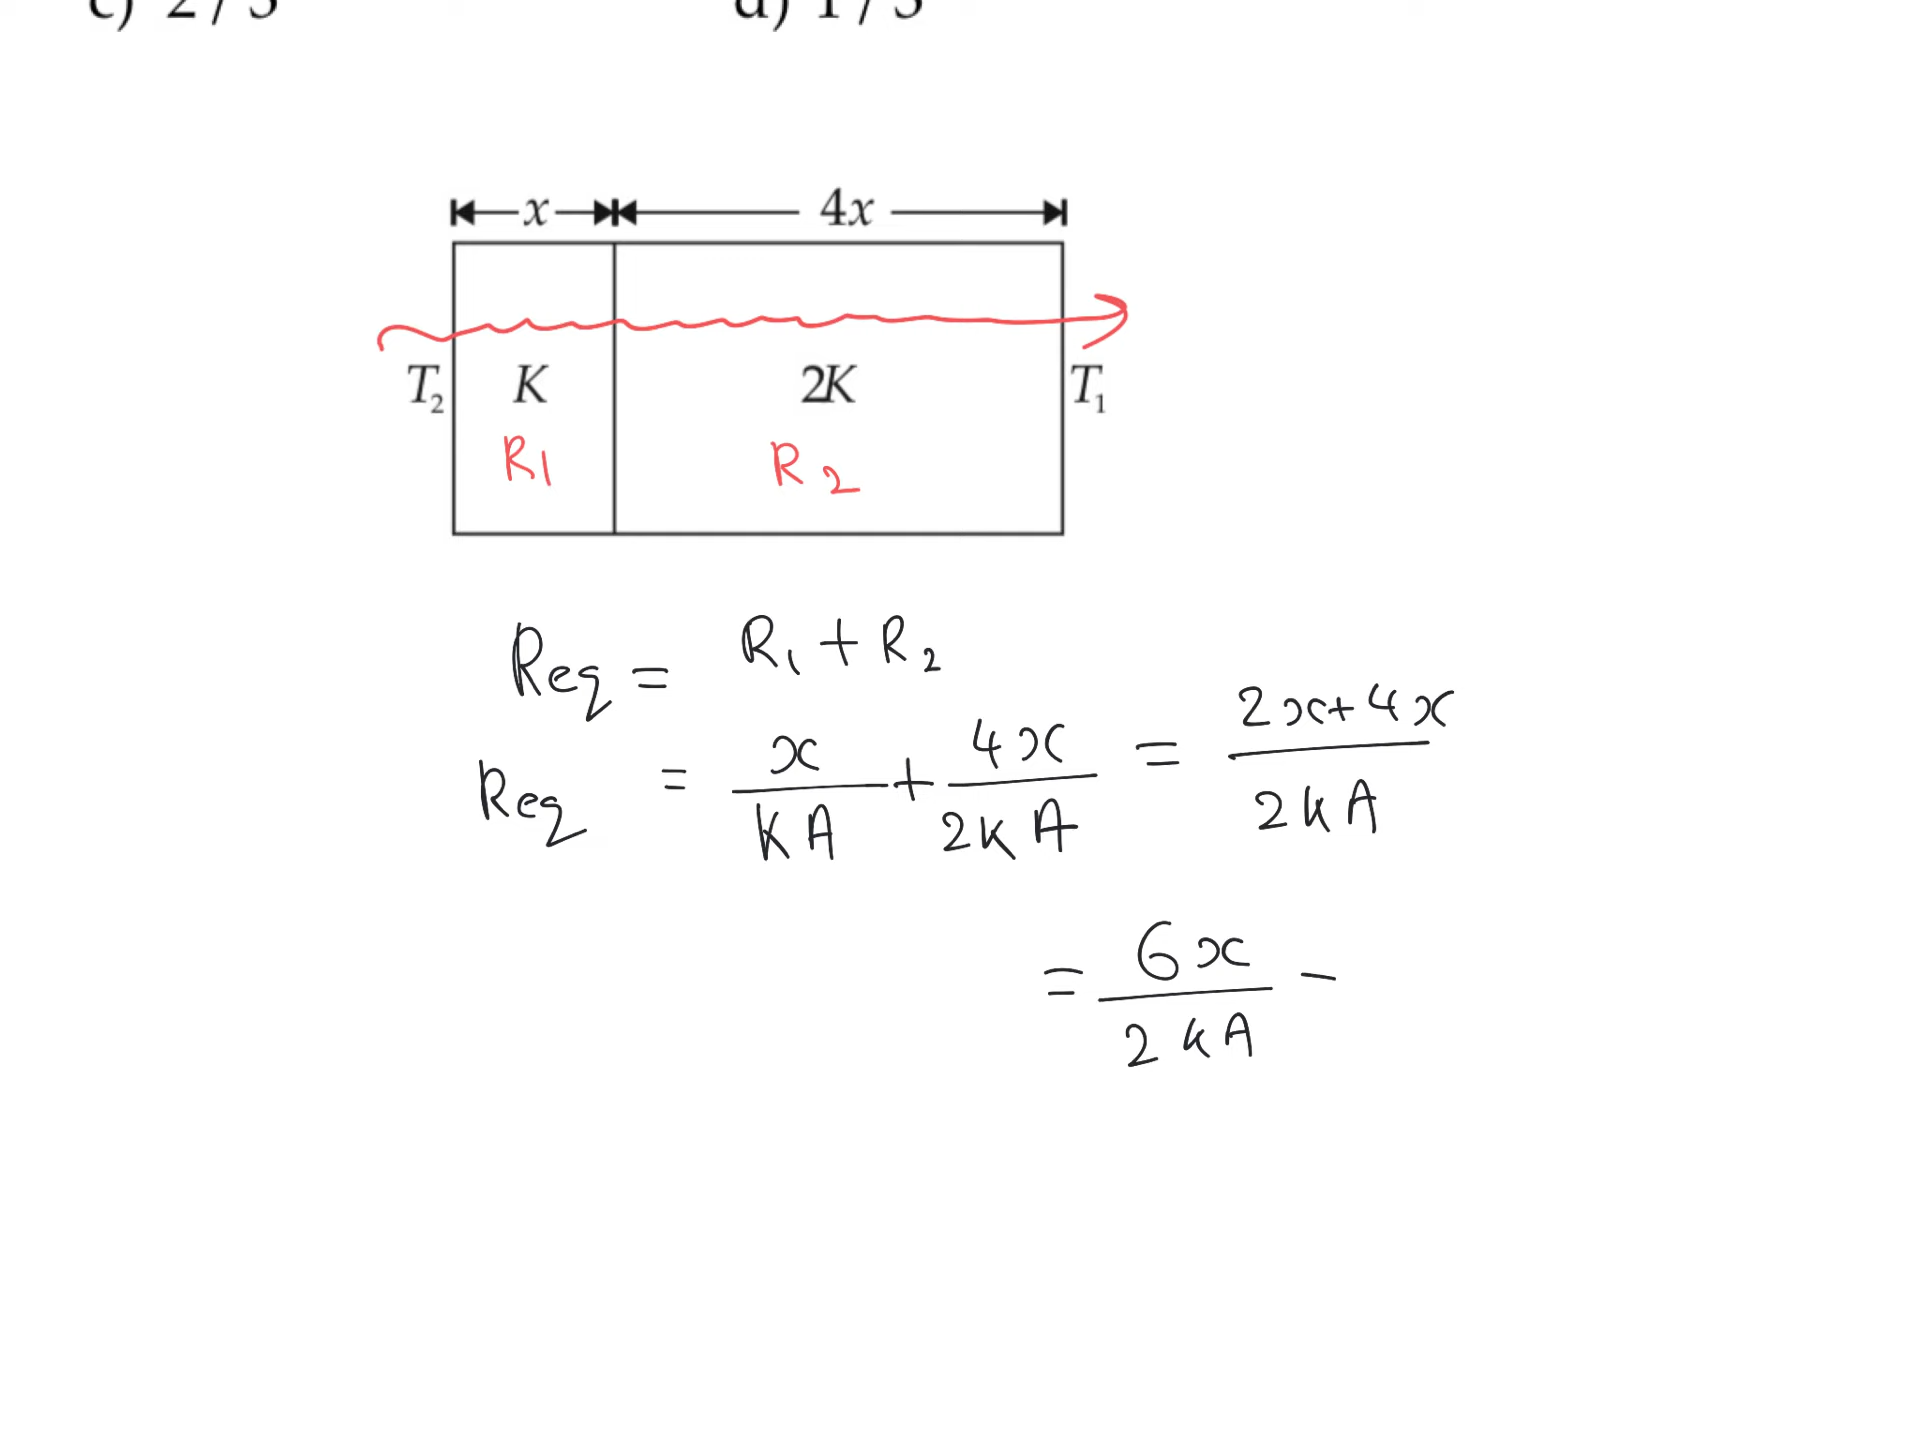 c) 2/3 d) 1/3
x 4x
T₂ K 2K T₁
R1 R2
Req = R₁ + R₂
Req = x/KA + 4x/2KA = 2x+4x/2KA
= 6x/2KA -